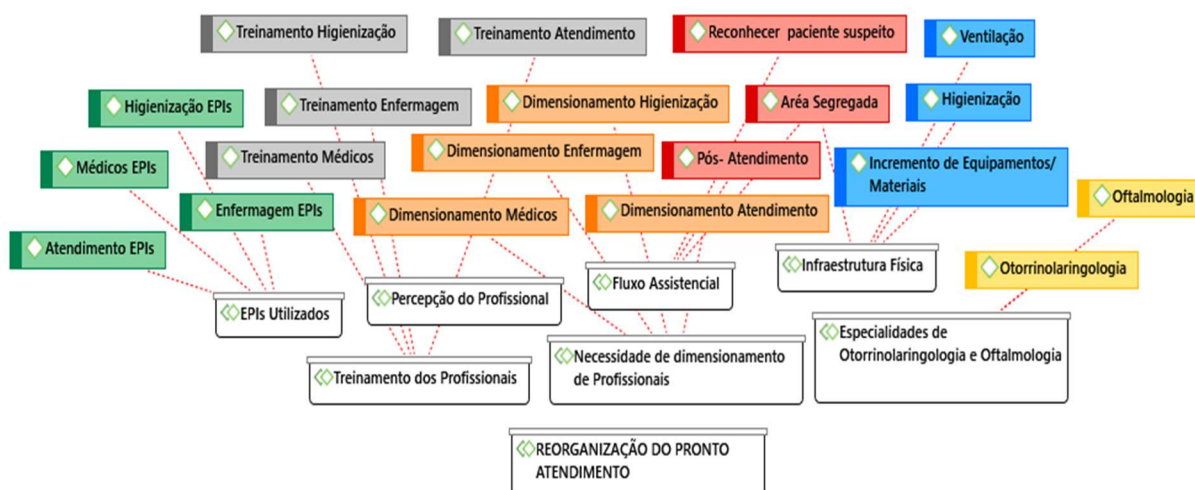 Treinamento Higienização
Treinamento Atendimento
Reconhecer paciente suspeito
Ventilação
Higienização EPIs
Treinamento Enfermagem
Dimensionamento Higienização
Aréa Segregada
Higienização
Médicos EPIs
Treinamento Médicos
Dimensionamento Enfermagem
Pós- Atendimento
Incremento de Equipamentos/
Materiais
Oftalmologia
Enfermagem EPIs
Dimensionamento Médicos
Dimensionamento Atendimento
Atendimento EPIs
Infraestrutura Física
Otorrinolaringologia
EPIs Utilizados
Percepção do Profissional
Fluxo Assistencial
Especialidades de
Otorrinolaringologia e Oftalmologia
Treinamento dos Profissionais
Necessidade de dimensionamento
de Profissionais
REORGANIZAÇÃO DO PRONTO
ATENDIMENTO